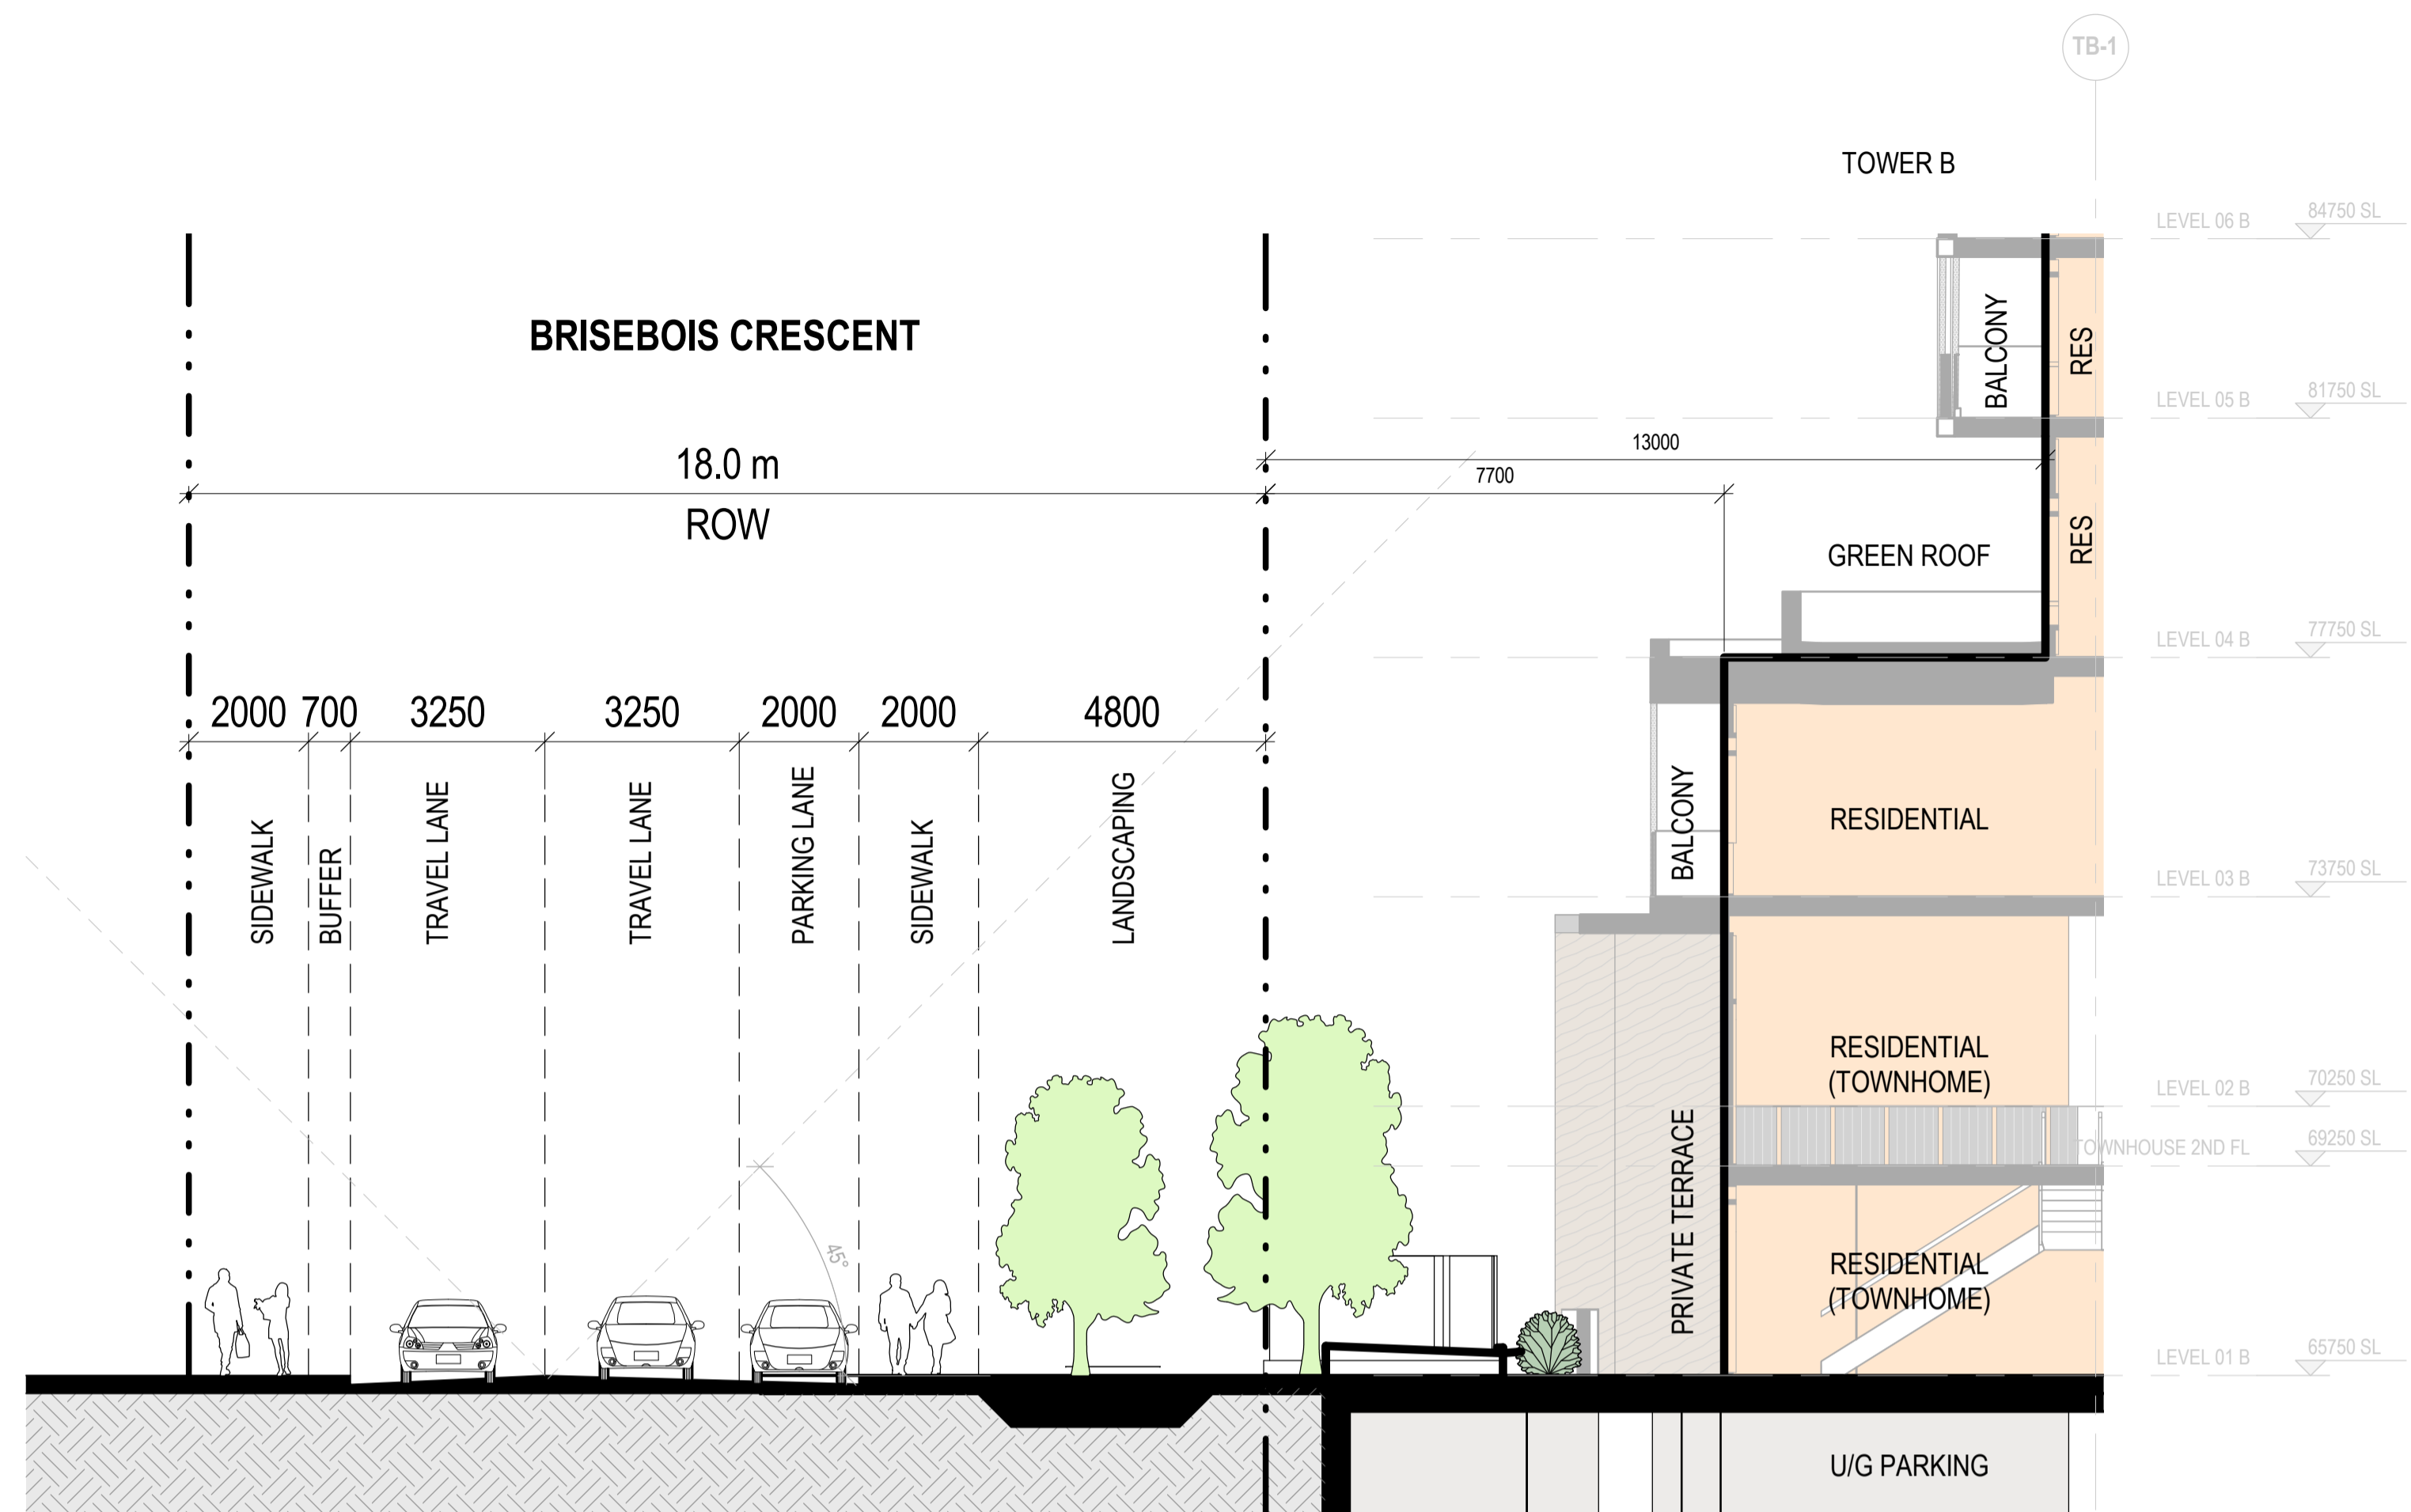 TB-1
TOWER B
LEVEL 06 B
84750 SL
BRISEBOIS CRESCENT
BALCONY
RES
LEVEL 05 B
81750 SL
13000
18.0 m
7700
ROW
GREEN ROOF
RES
LEVEL 04 B
77750 SL
2000
700
3250
3250
2000
2000
4800
SIDEWALK
BUFFER
TRAVEL LANE
TRAVEL LANE
PARKING LANE
SIDEWALK
LANDSCAPING
BALCONY
RESIDENTIAL
LEVEL 03 B
73750 SL
RESIDENTIAL
(TOWNHOME)
LEVEL 02 B
70250 SL
TOWNHOUSE 2ND FL
69250 SL
PRIVATE TERRACE
45°
RESIDENTIAL
(TOWNHOME)
LEVEL 01 B
65750 SL
U/G PARKING